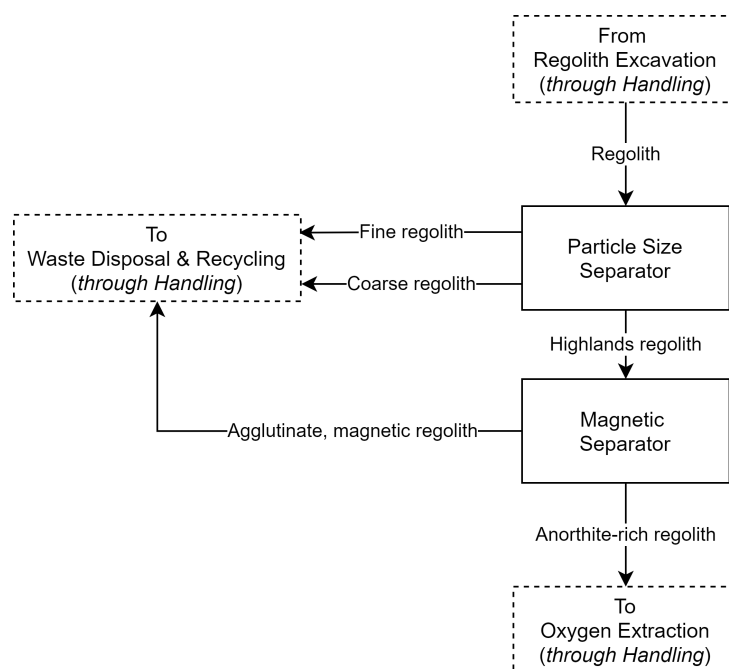 From
Regolith Excavation
(through Handling)
Regolith
To
Waste Disposal & Recycling
(through Handling)
Fine regolith
Coarse regolith
Particle Size
Separator
Highlands regolith
Agglutinate, magnetic regolith
Magnetic
Separator
Anorthite-rich regolith
To
Oxygen Extraction
(through Handling)